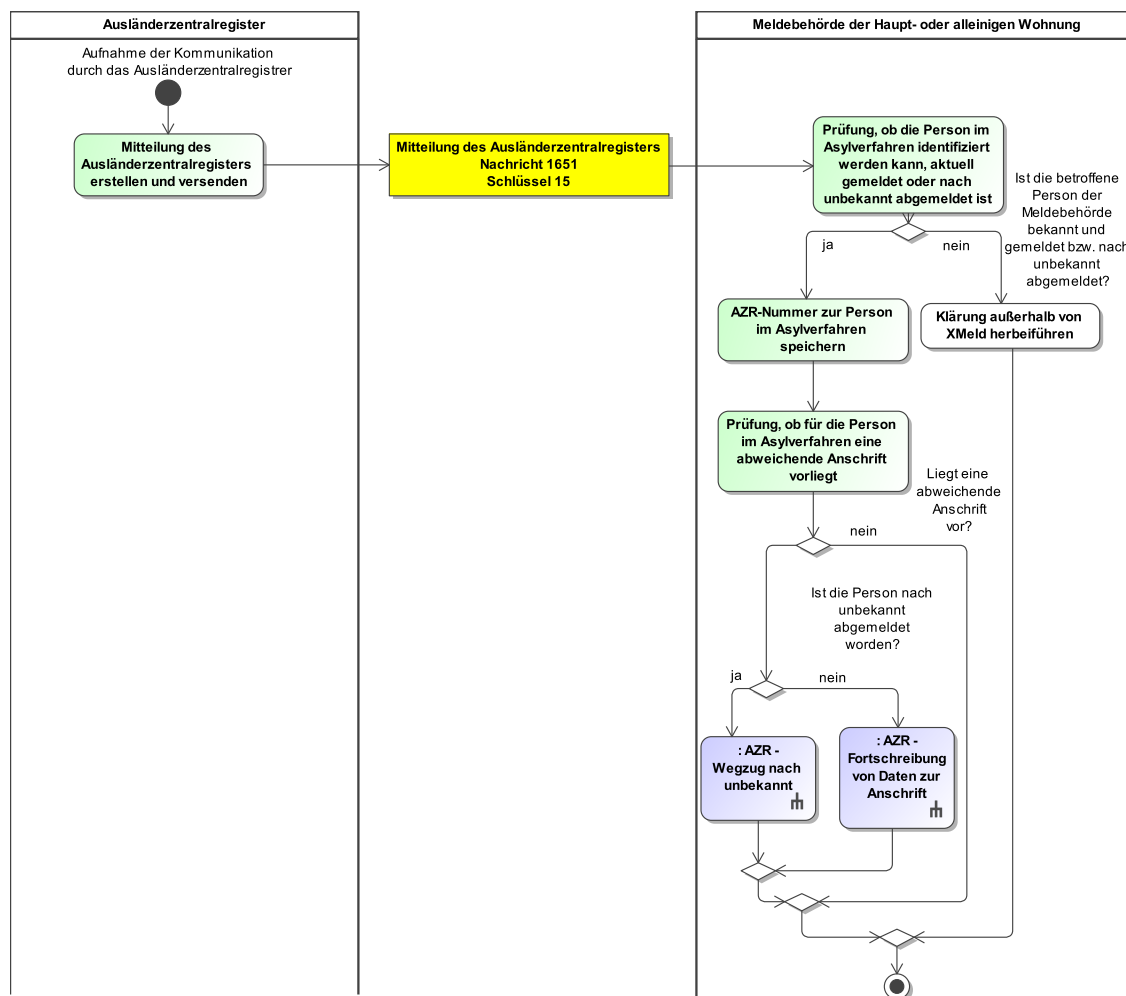 Ausländerzentralregister
Meldebehörde der Haupt- oder alleinigen Wohnung
Aufnahme der Kommunikation
durch das Ausländerzentralregistrer
Mitteilung des
Ausländerzentralregisters
erstellen und versenden
Mitteilung des Ausländerzentralregisters
Nachricht 1651
Schlüssel 15
Prüfung, ob die Person im
Asylverfahren identifiziert
werden kann, aktuell
gemeldet oder nach
unbekannt abgemeldet ist
Ist die betroffene
Person der
Meldebehörde
bekannt und
gemeldet bzw. nach
unbekannt
abgemeldet?
ja
nein
AZR-Nummer zur Person
im Asylverfahren
speichern
Klärung außerhalb von
XMeld herbeiführen
Prüfung, ob für die Person
im Asylverfahren eine
abweichende Anschrift
vorliegt
Liegt eine
abweichende
Anschrift
vor?
nein
Ist die Person nach
unbekannt
abgemeldet
worden?
ja
nein
: AZR -
Wegzug nach
unbekannt
: AZR -
Fortschreibung
von Daten zur
Anschrift